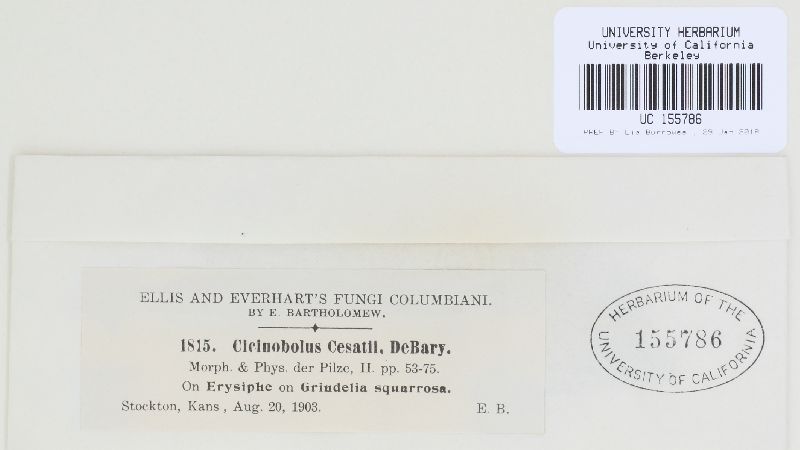 UNIVERSITY HERBARIUM
University of California
Berkeley
UC 155786
ELLIS AND EVERHART'S FUNGI COLUMBIANI.
BY E. BARTHOLOMEW.
1815. Cicinobolus Cesatii, DeBary.
Morph. & Phys. der Pilze, II. pp. 53-75.
On Erysiphe on Grindelia squarrosa.
Stockton, Kans., Aug. 20, 1903. E. B.
HERBARIUM OF THE
155786
UNIVERSITY OF CALIFORNIA